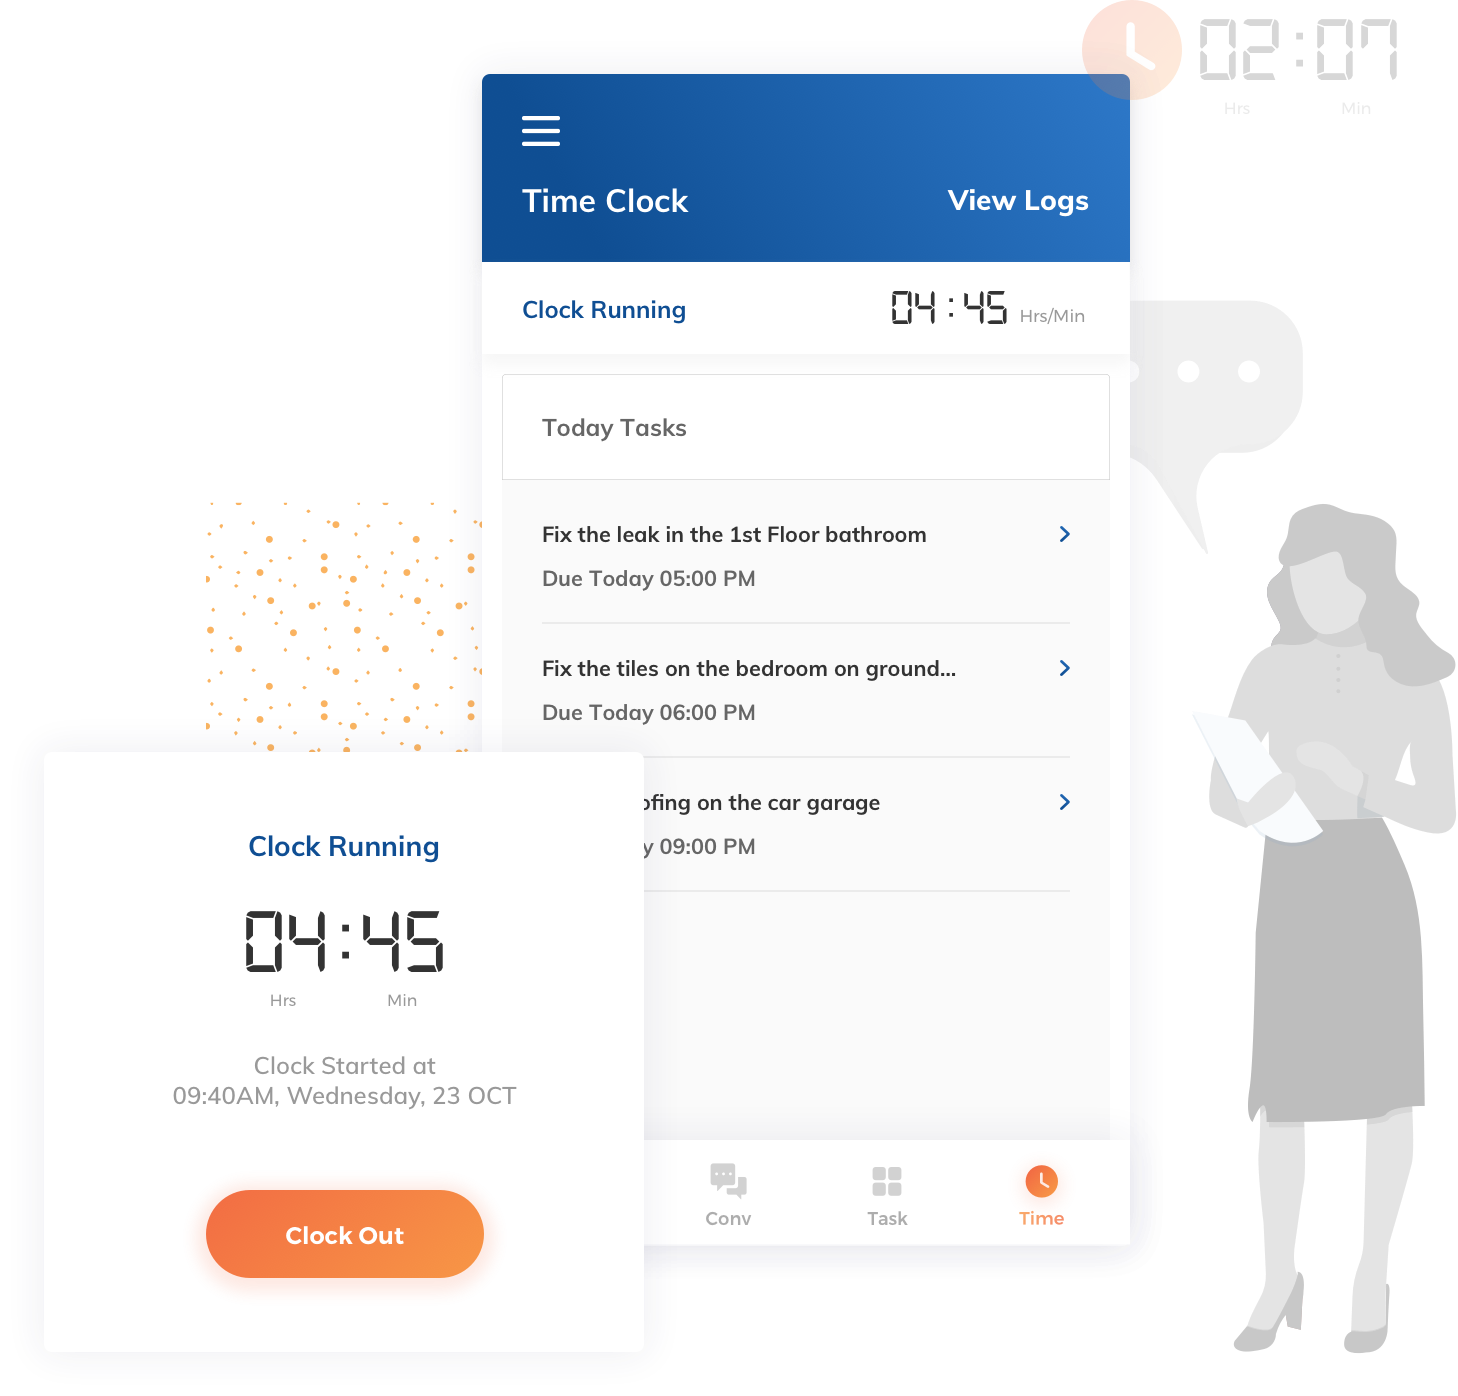 02:07
Hrs Min
Time Clock View Logs
Clock Running 04:45 Hrs/Min
Today Tasks
Fix the leak in the 1st Floor bathroom
Due Today 05:00 PM
Fix the tiles on the bedroom on ground...
Due Today 06:00 PM
ofing on the car garage
y 09:00 PM
Clock Running
04:45
Hrs Min
Clock Started at
09:40AM, Wednesday, 23 OCT
Clock Out
Conv Task Time